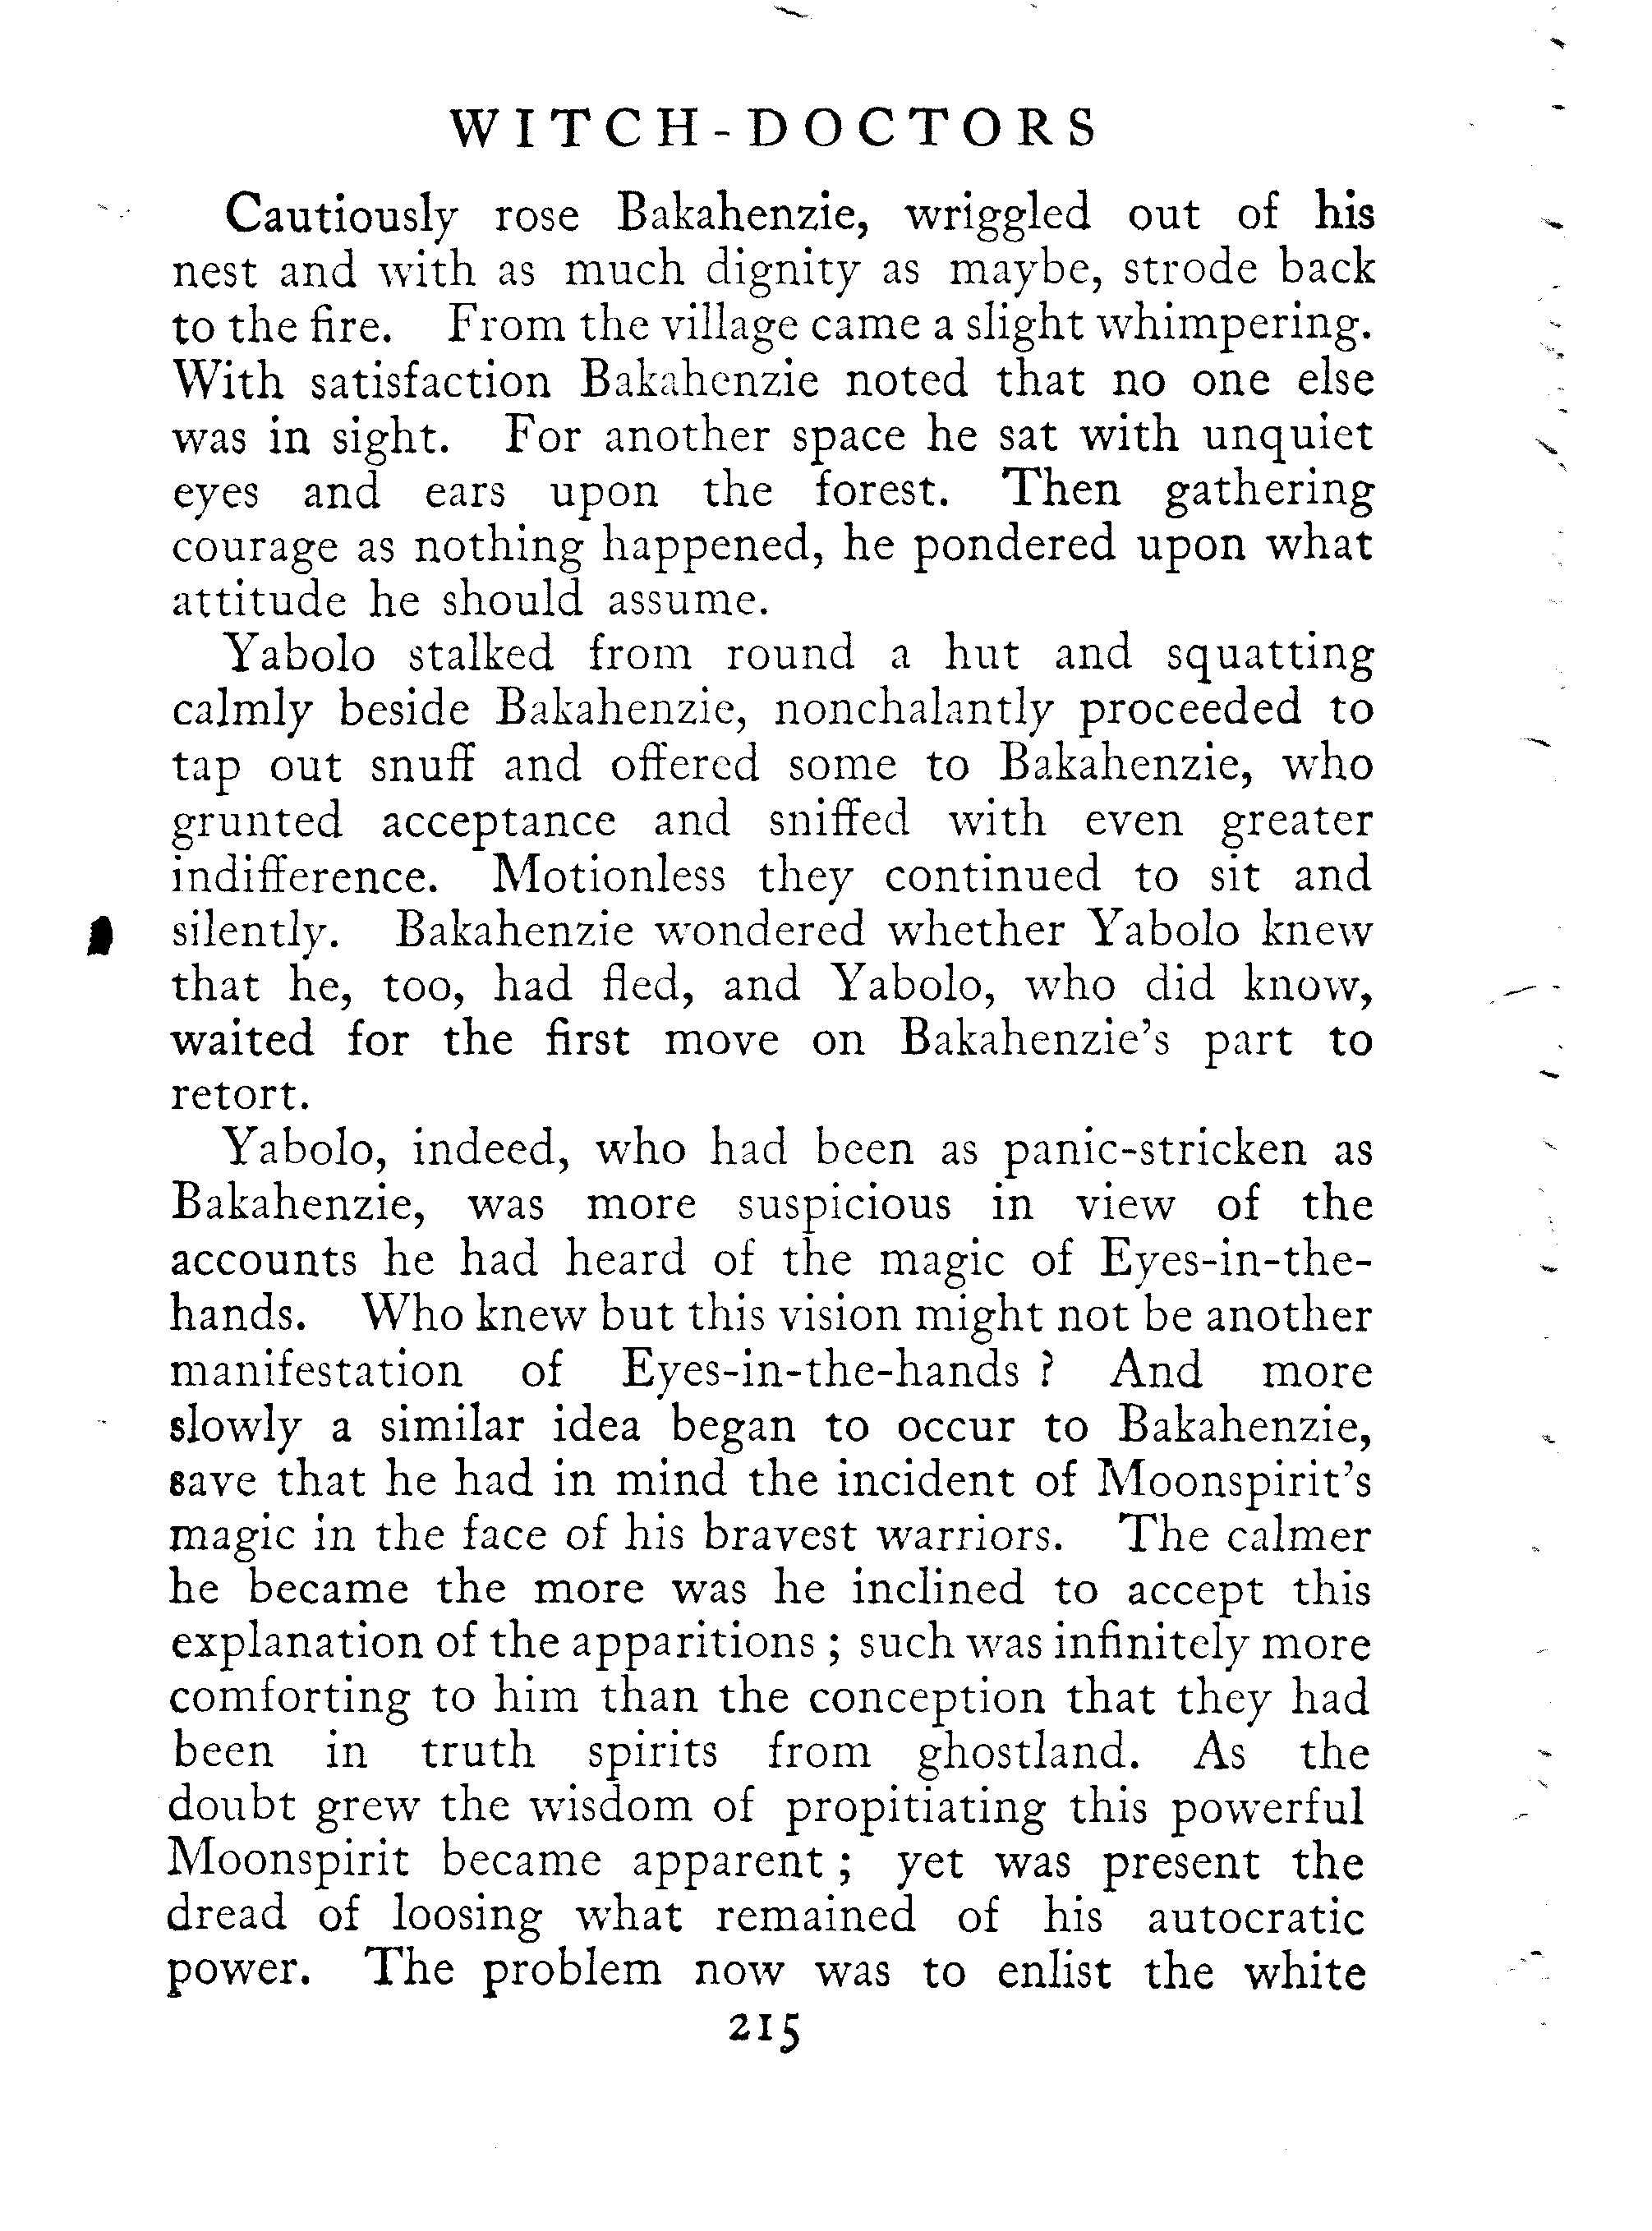 WITCH-DOCTORS
Cautiously rose Bakahenzie, wriggled out of his
nest and with as much dignity as maybe, strode back
to the fire. From the village came a slight whimpering.
With satisfaction Bakahenzie noted that no one else
was in sight. For another space he sat with unquiet
eyes and ears upon the forest. Then gathering
courage as nothing happened, he pondered upon what
attitude he should assume.
Yabolo stalked from round a hut and squatting
calmly beside Bakahenzie, nonchalantly proceeded to
tap out snuff and offered some to Bakahenzie, who
grunted acceptance and sniffed with even greater
indifference. Motionless they continued to sit and
silently. Bakahenzie wondered whether Yabolo knew
that he, too, had fled, and Yabolo, who did know,
waited for the first move on Bakahenzie's part to
retort.
Yabolo, indeed, who had been as panic-stricken as
Bakahenzie, was more suspicious in view of the
accounts he had heard of the magic of Eyes-in-the-
hands. Who knew but this vision might not be another
manifestation of Eyes-in-the-hands ? And more
slowly a similar idea began to occur to Bakahenzie,
save that he had in mind the incident of Moonspirit's
magic in the face of his bravest warriors. The calmer
he became the more was he inclined to accept this
explanation of the apparitions ; such was infinitely more
comforting to him than the conception that they had
been in truth spirits from ghostland. As the
doubt grew the wisdom of propitiating this powerful
Moonspirit became apparent ; yet was present the
dread of loosing what remained of his autocratic
power. The problem now was to enlist the white
215